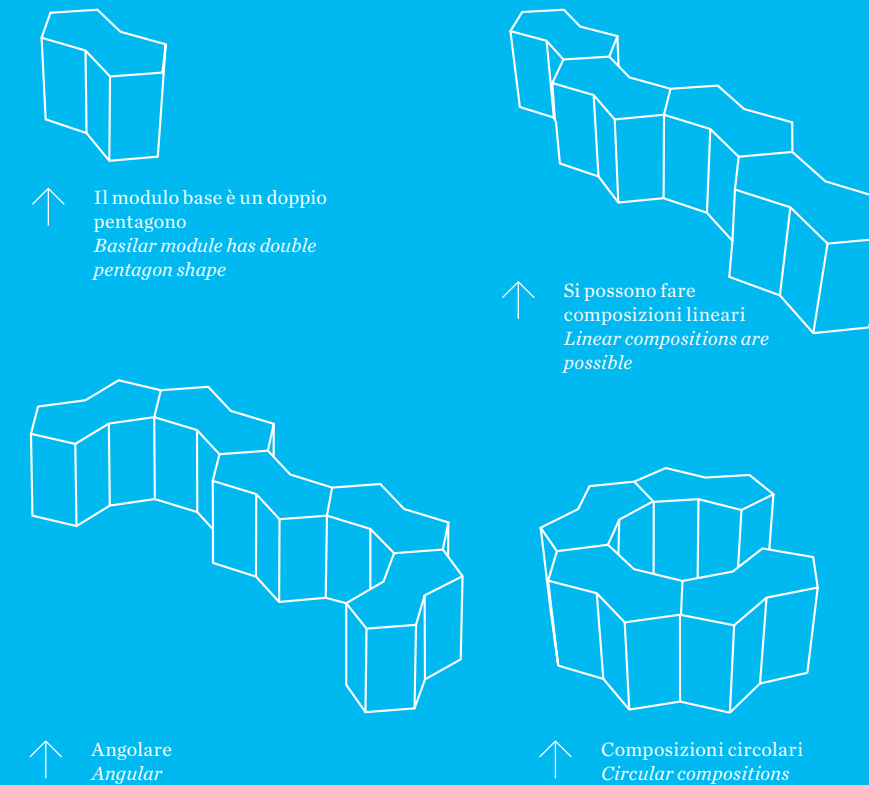 Il modulo base è un doppio
pentagono
Basilar module has double
pentagon shape
Si possono fare
composizioni lineari
Linear compositions are
possible
Angolare
Angular
Composizioni circolari
Circular compositions